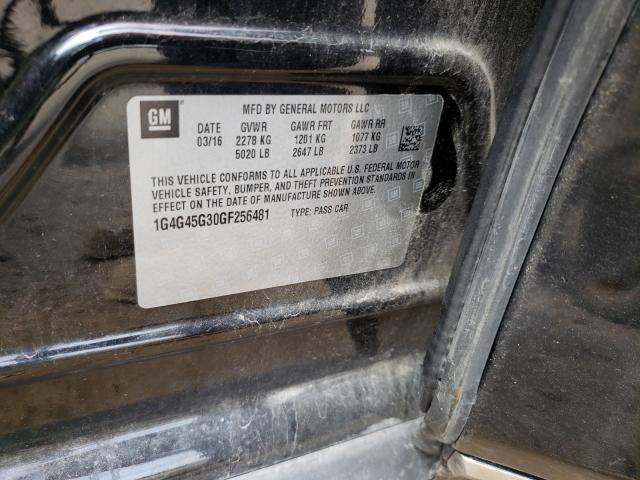 GM
MFD BY GENERAL MOTORS LLC
DATE GVWR GAWR FRT GAWR RR
03/16 2278 KG 1201 KG 1077 KG
5020 LB 2647 LB 2373 LB
THIS VEHICLE CONFORMS TO ALL APPLICABLE U.S. FEDERAL MOTOR
VEHICLE SAFETY, BUMPER, AND THEFT PREVENTION STANDARDS IN
EFFECT ON THE DATE OF MANUFACTURE SHOWN ABOVE.
1G4G45G30GF256481 TYPE: PASS CAR